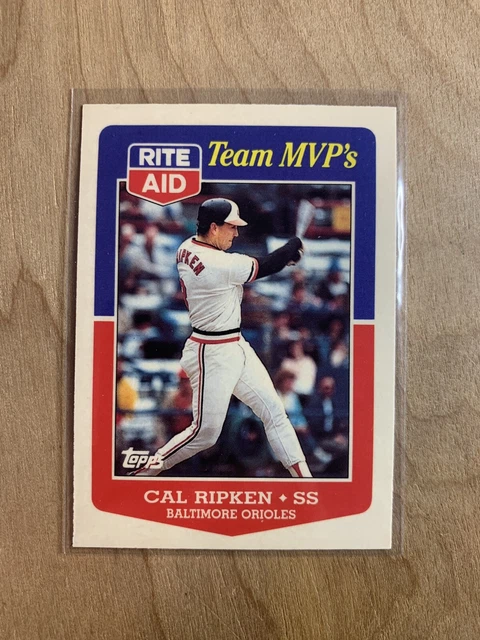 RITE
AID
Team MVP's
RIPKEN
topps
CAL RIPKEN ♦ SS
BALTIMORE ORIOLES